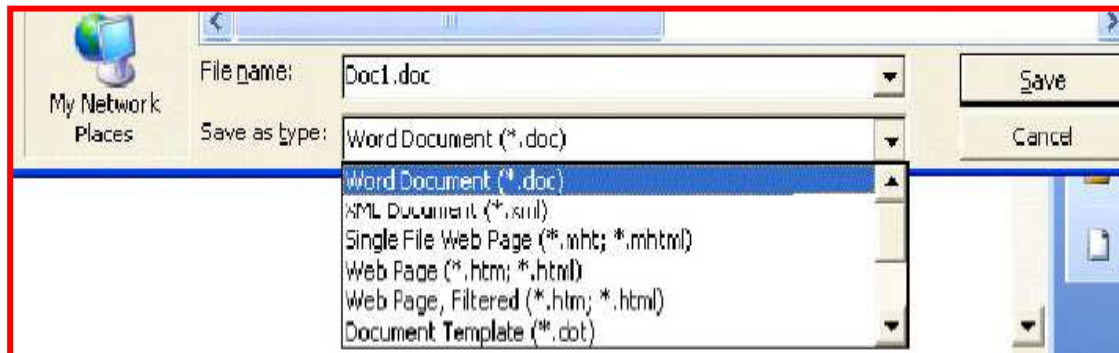 File name: Doc1.doc Save
My Network Places
Save as type: Word Document (*.doc) Cancel
Word Document (*.doc)
XML Document (*.xml)
Single File Web Page (*.mht; *.mhtml)
Web Page (*.htm; *.html)
Web Page, Filtered (*.htm; *.html)
Document Template (*.dot)